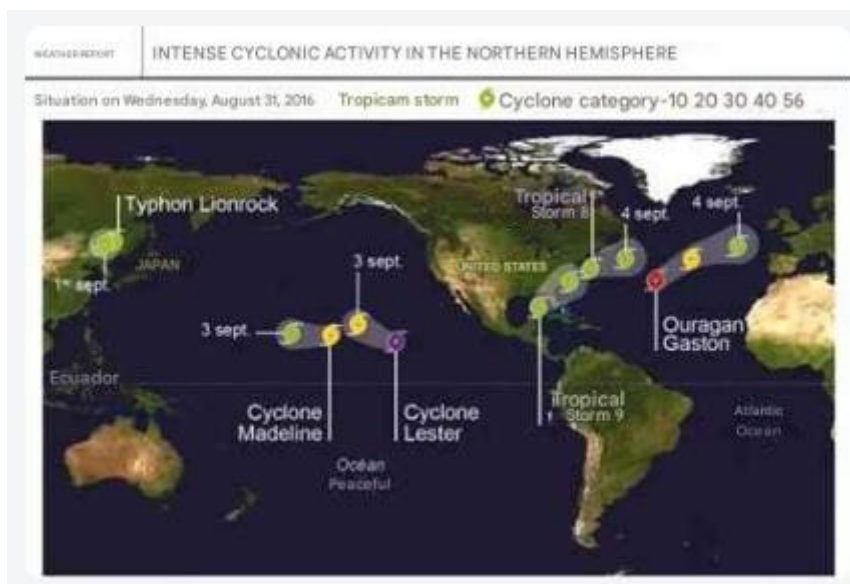 WEATHER REPORT
INTENSE CYCLONIC ACTIVITY IN THE NORTHERN HEMISPHERE
Situation on Wednesday, August 31, 2016 Tropicam storm Cyclone category-10 20 30 40 56
Typhon Lionrock
JAPAN
1er sept.
3 sept.
3 sept.
Tropical
Storm 8
4 sept.
4 sept.
UNITED STATES
Ouragan
Gaston
Ecuador
Cyclone
Madeline
Cyclone
Lester
Tropical
Storm 9
Atlantic
Ocean
Océan
Peaceful